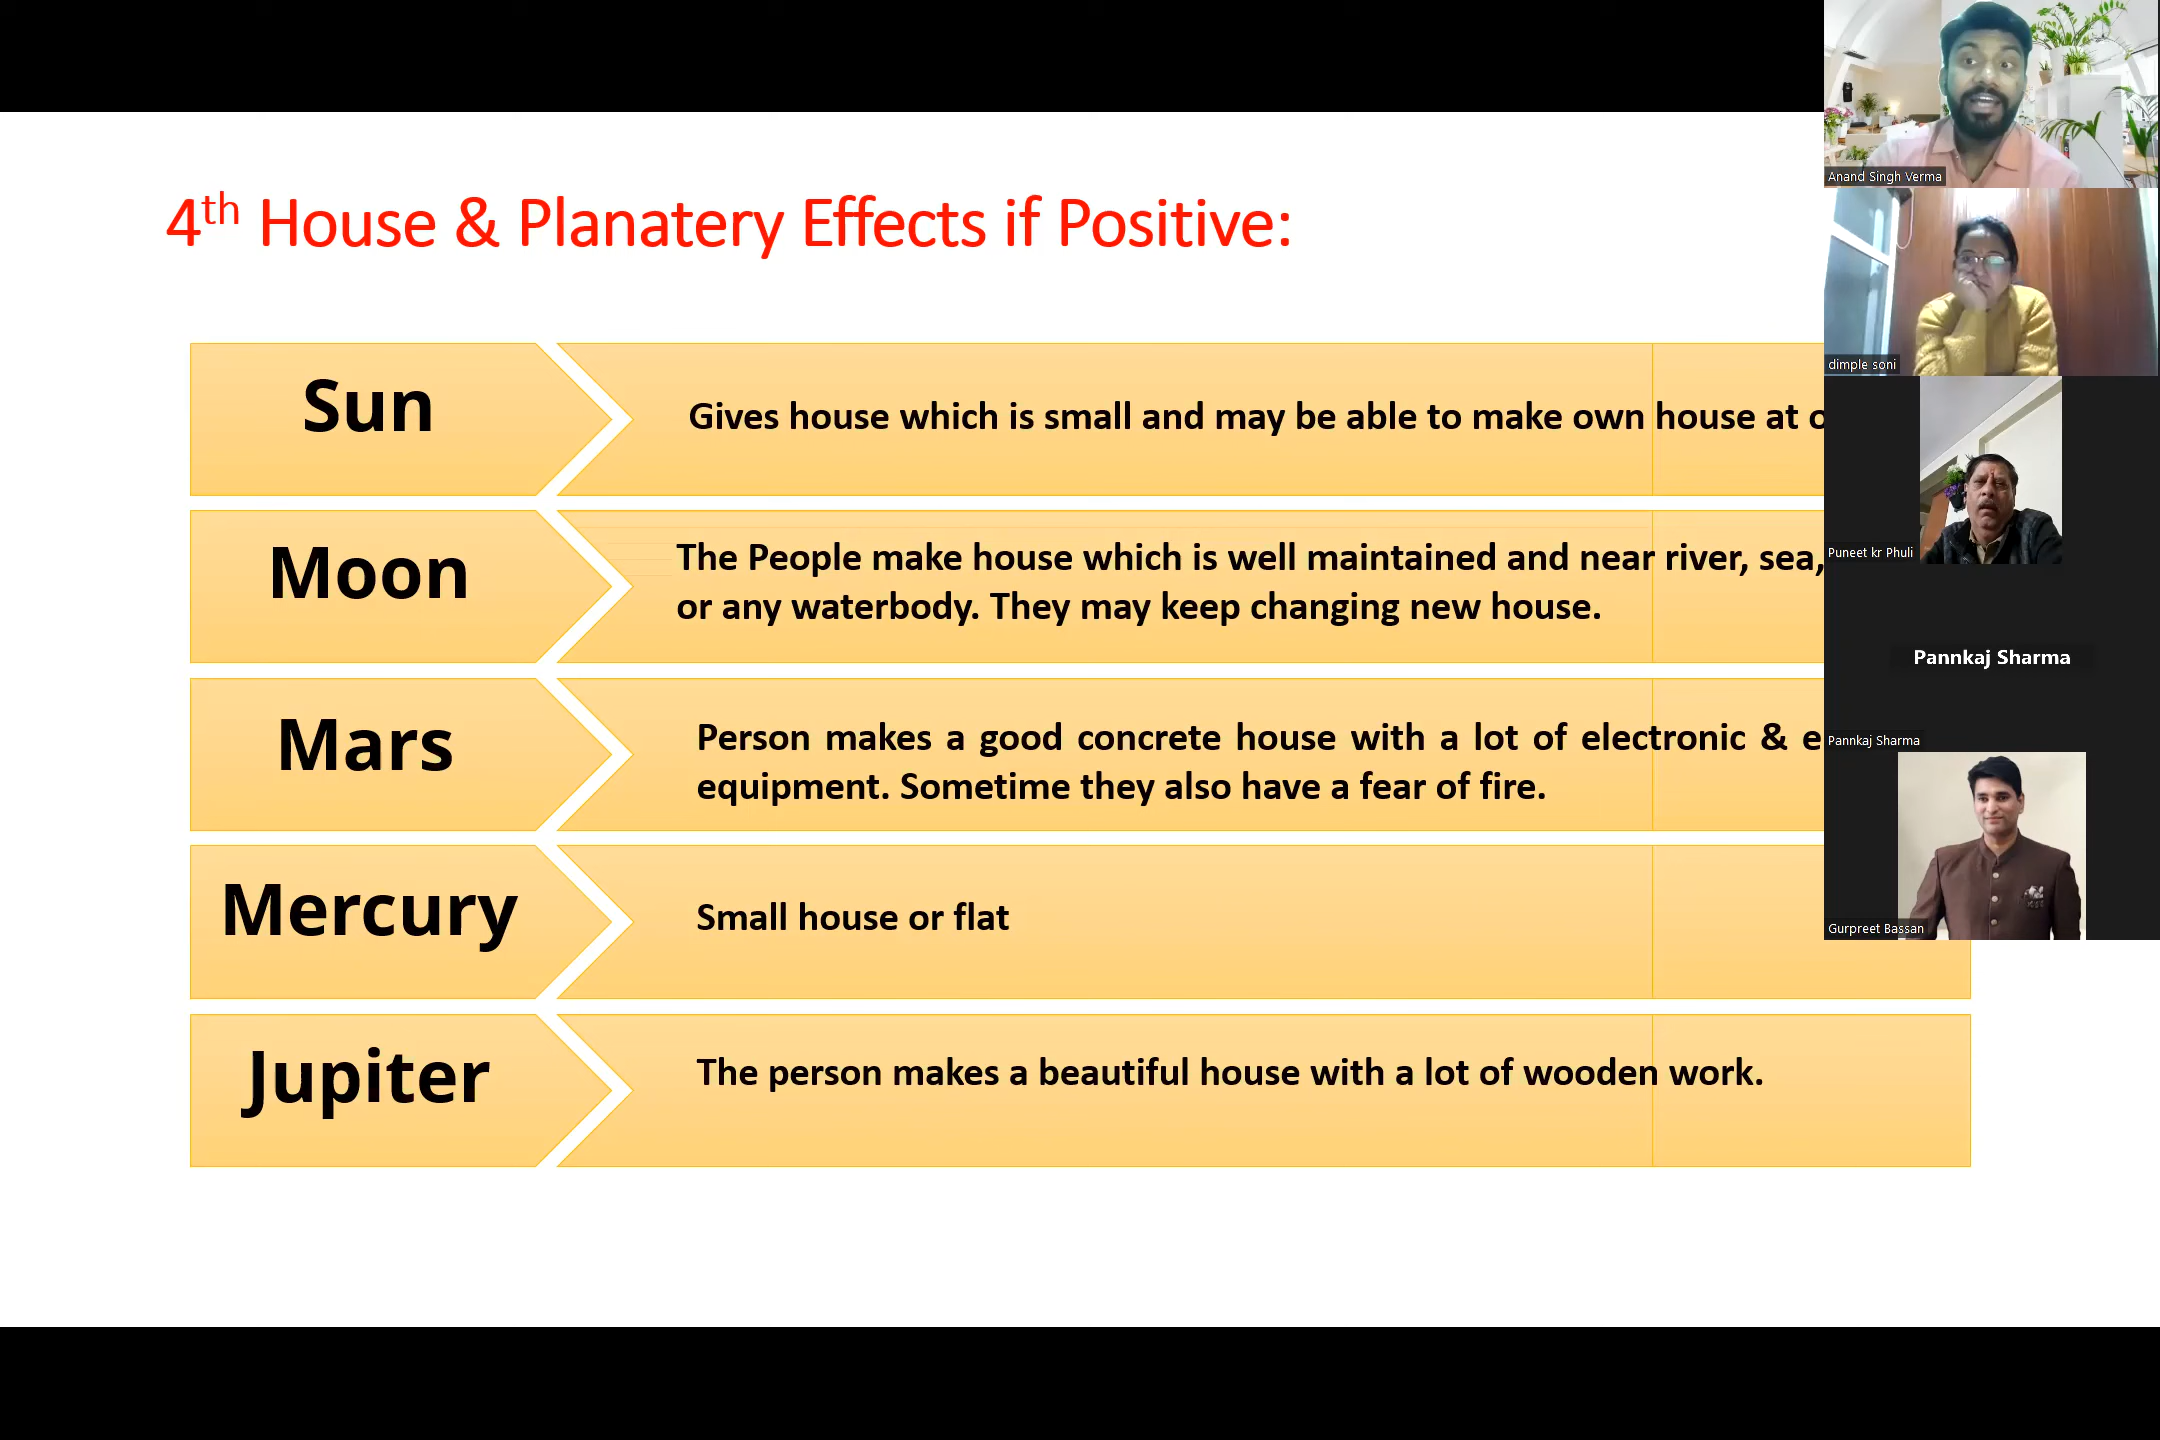 4th House & Planatery Effects if Positive:
Sun
Gives house which is small and may be able to make own house at
Moon
The People make house which is well maintained and near river, sea,
or any waterbody. They may keep changing new house.
Mars
Person makes a good concrete house with a lot of electronic &
equipment. Sometime they also have a fear of fire.
Mercury
Small house or flat
Jupiter
The person makes a beautiful house with a lot of wooden work.
Anand Singh Verma
dimple soni
Puneet kr Phuli
Pannkaj Sharma
Pannkaj Sharma
Gurpreet Bassan